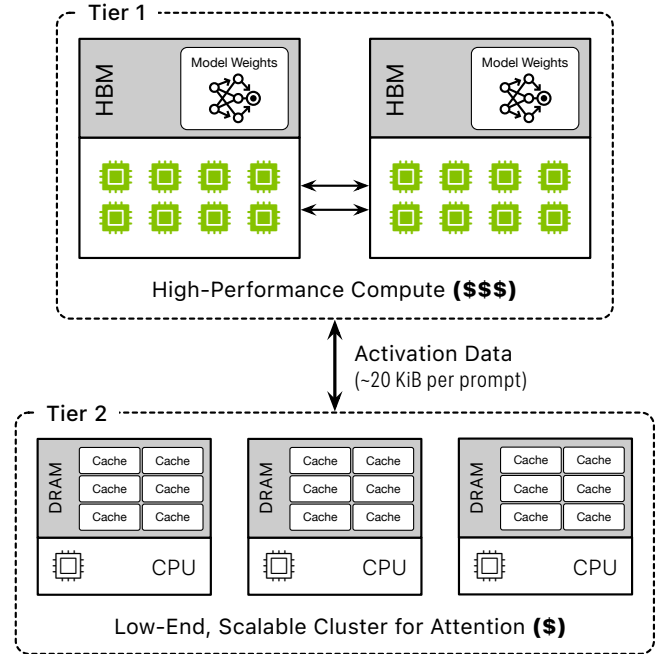 Tier 1
HBM
Model Weights
HBM
Model Weights
High-Performance Compute ($$$)
Activation Data
(~20 KiB per prompt)
Tier 2
DRAM
Cache Cache
Cache Cache
Cache Cache
CPU
DRAM
Cache Cache
Cache Cache
Cache Cache
CPU
DRAM
Cache Cache
Cache Cache
Cache Cache
CPU
Low-End, Scalable Cluster for Attention ($)